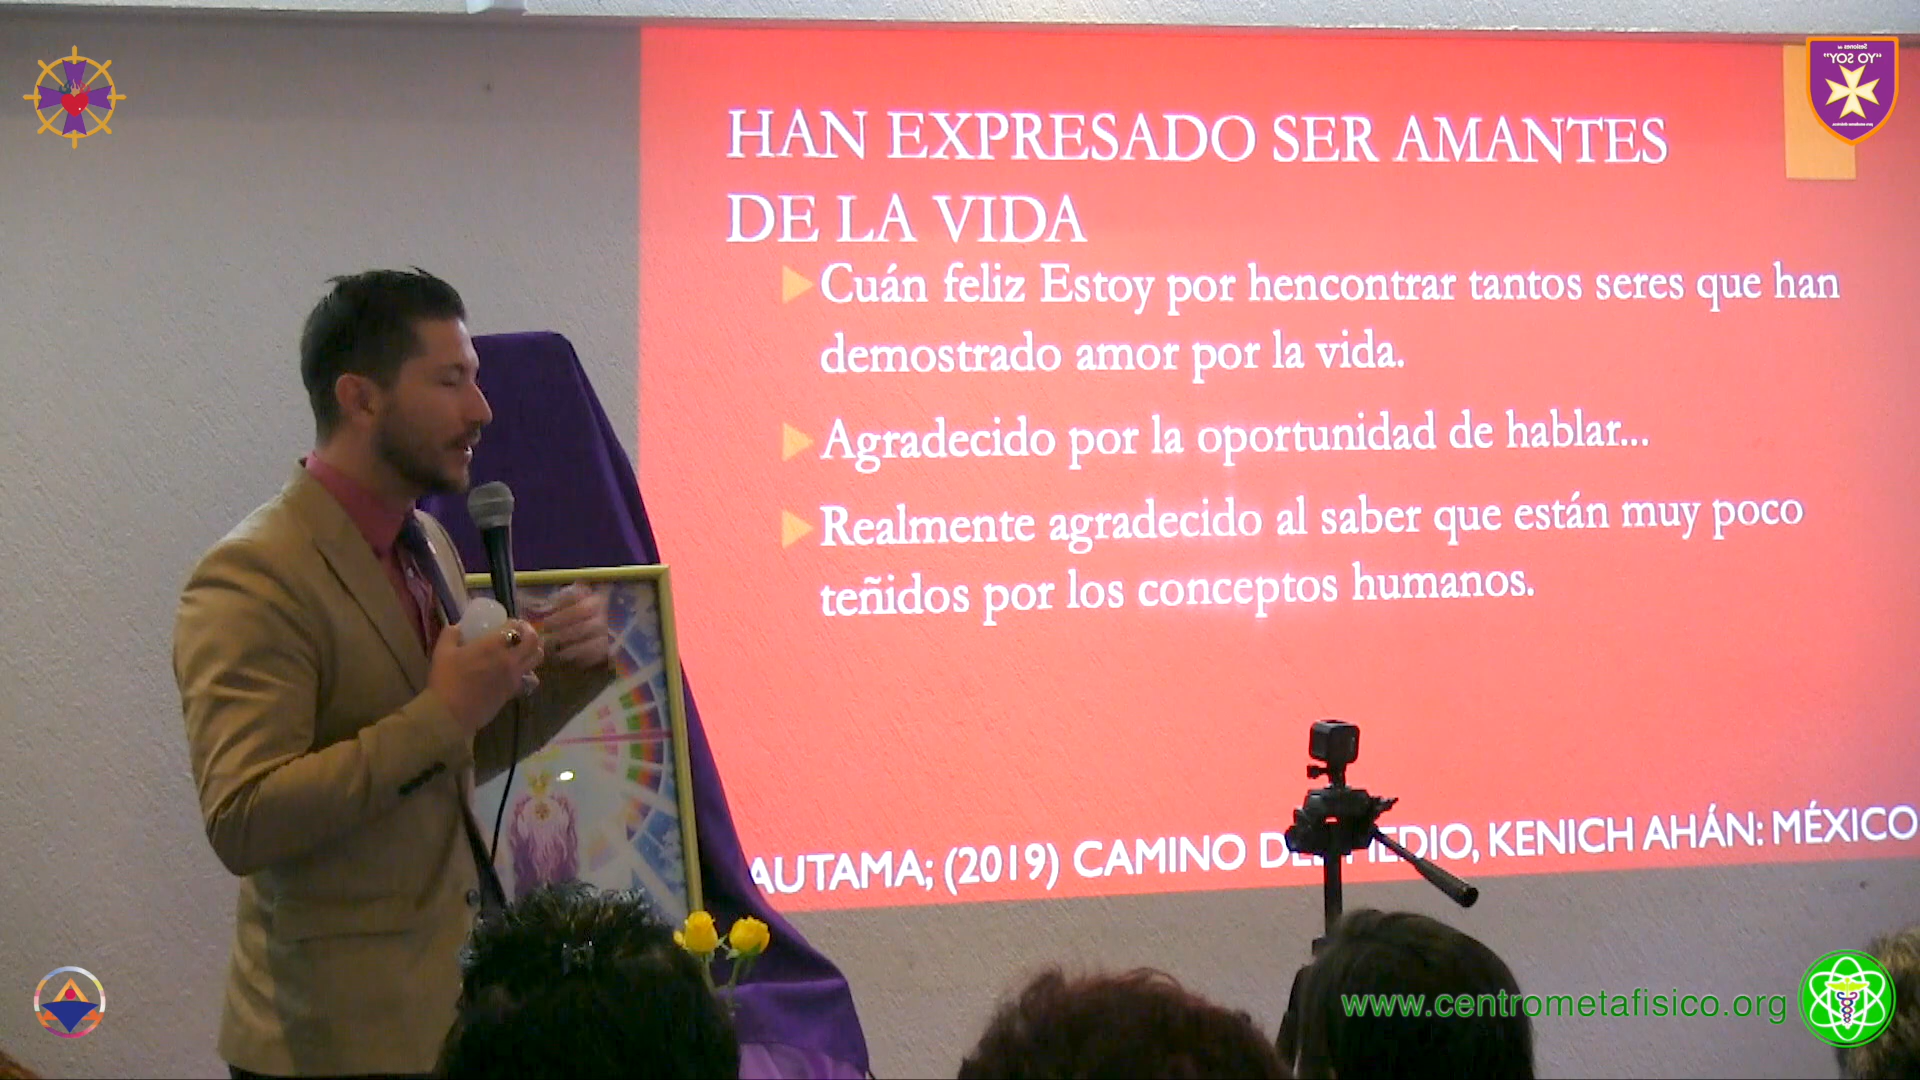 "YO SOY"
HAN EXPRESADO SER AMANTES
DE LA VIDA
Cuán feliz Estoy por hencontrar tantos seres que han
demostrado amor por la vida.
Agradecido por la oportunidad de hablar...
Realmente agradecido al saber que están muy poco
teñidos por los conceptos humanos.
AUTAMA; (2019) CAMINO DEL MEDIO, KENICH AHÁN: MÉXICO
www.centrometafisico.org